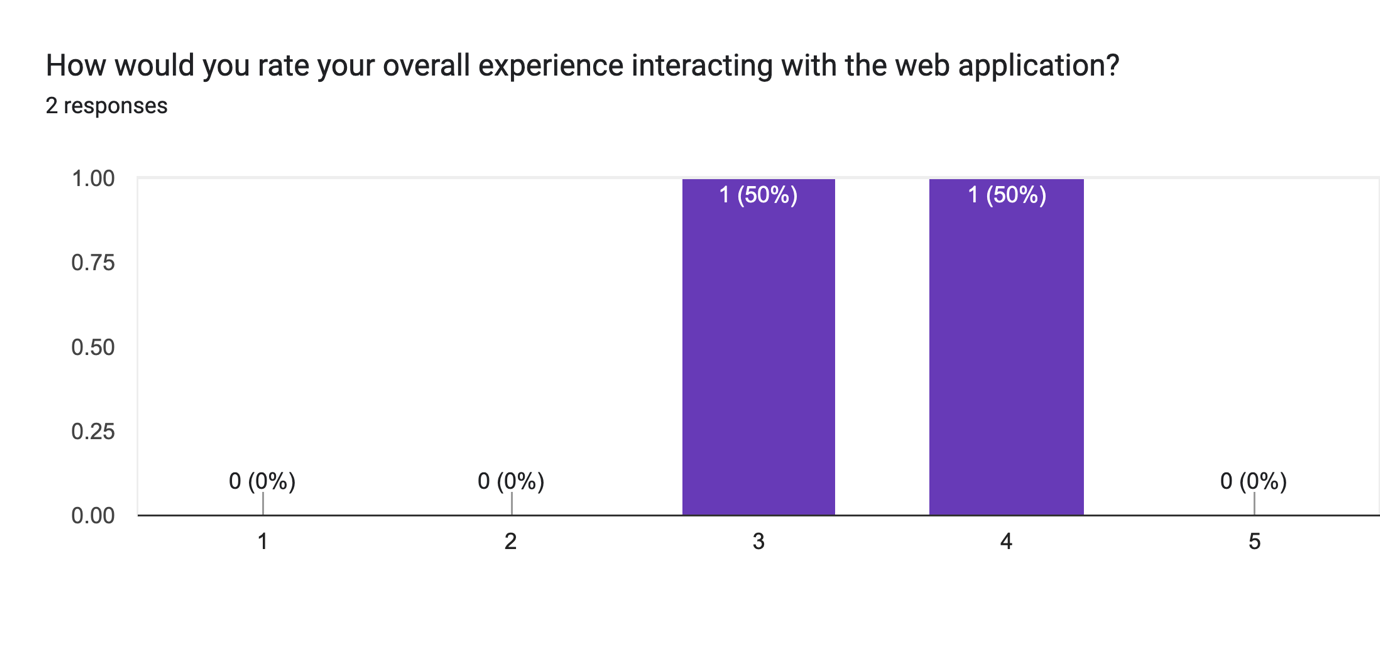 How would you rate your overall experience interacting with the web application?
2 responses
1.00
1 (50%) 1 (50%)
0.75
0.50
0.25
0 (0%) 0 (0%) 0 (0%)
0.00
1 2 3 4 5